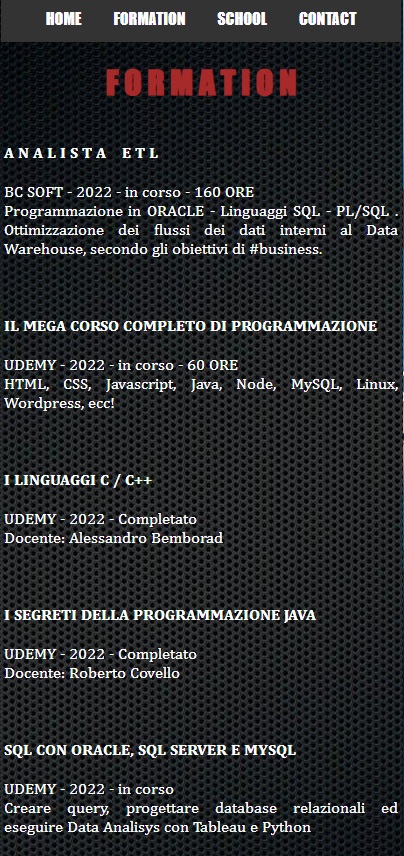 HOME FORMATION SCHOOL CONTACT
FORMATION
ANALISTA ETL
BC SOFT - 2022 - in corso - 160 ORE
Programmazione in ORACLE - Linguaggi SQL - PL/SQL .
Ottimizzazione dei flussi dei dati interni al Data
Warehouse, secondo gli obiettivi di #business.
IL MEGA CORSO COMPLETO DI PROGRAMMAZIONE
UDEMY - 2022 - in corso - 60 ORE
HTML, CSS, Javascript, Java, Node, MySQL, Linux,
Wordpress, ecc!
I LINGUAGGI C / C++
UDEMY - 2022 - Completato
Docente: Alessandro Bemborad
I SEGRETI DELLA PROGRAMMAZIONE JAVA
UDEMY - 2022 - Completato
Docente: Roberto Covello
SQL CON ORACLE, SQL SERVER E MYSQL
UDEMY - 2022 - in corso
Creare query, progettare database relazionali ed
eseguire Data Analisys con Tableau e Python